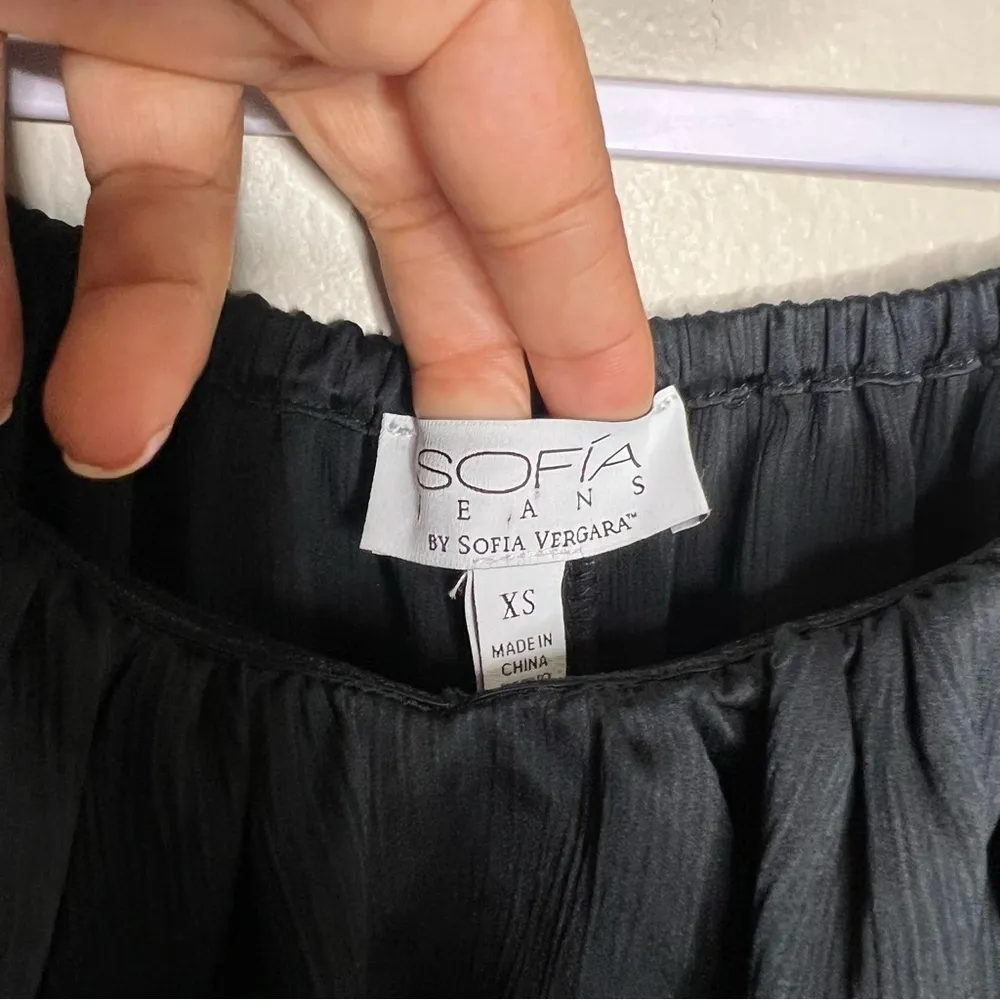 SOFÍA
JEANS
BY SOFIA VERGARA™
XS
MADE IN
CHINA